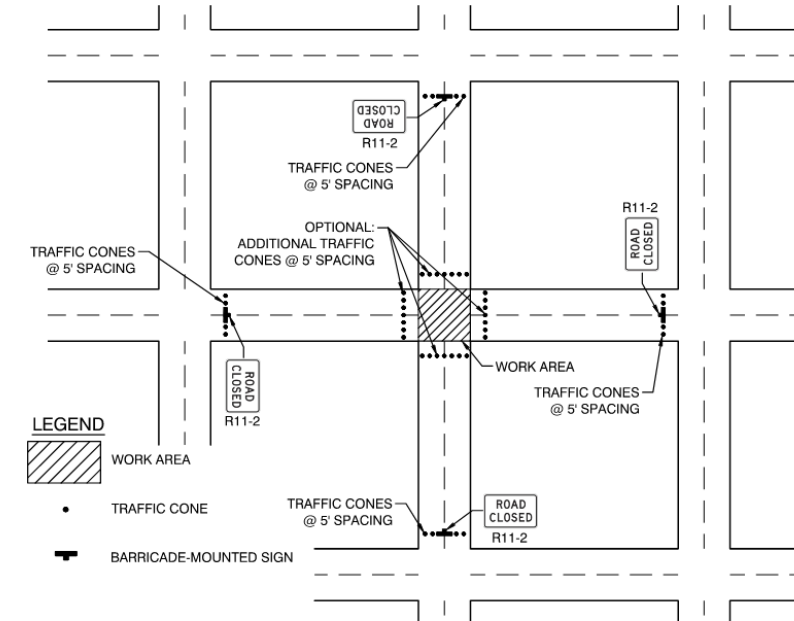 ROAD
CLOSED
R11-2
TRAFFIC CONES
@ 5' SPACING
OPTIONAL:
ADDITIONAL TRAFFIC
CONES @ 5' SPACING
R11-2
ROAD
CLOSED
TRAFFIC CONES
@ 5' SPACING
WORK AREA
ROAD
CLOSED
R11-2
TRAFFIC CONES
@ 5' SPACING
LEGEND
WORK AREA
TRAFFIC CONE
BARRICADE-MOUNTED SIGN
TRAFFIC CONES
@ 5' SPACING
ROAD
CLOSED
R11-2